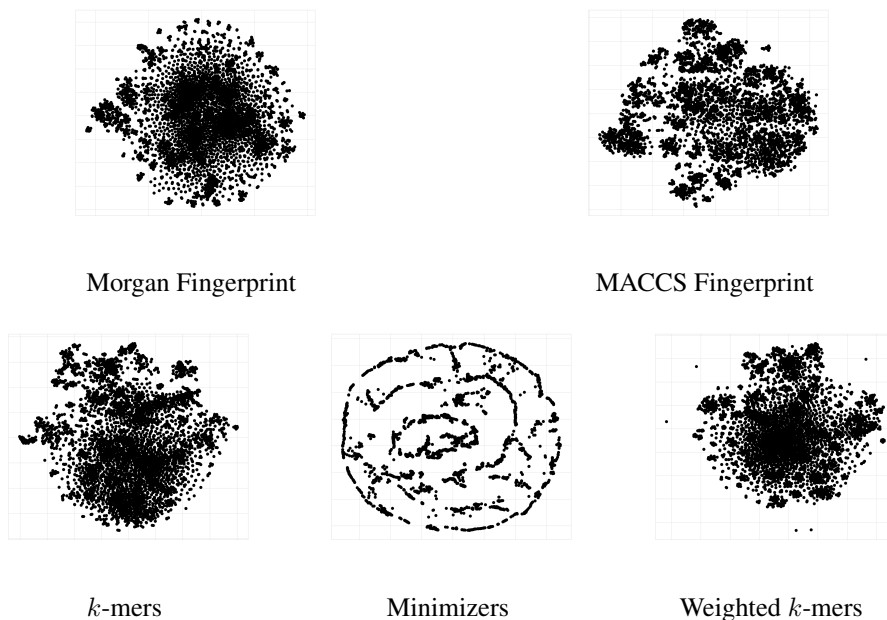 Morgan Fingerprint
MACCS Fingerprint
k-mers
Minimizers
Weighted k-mers